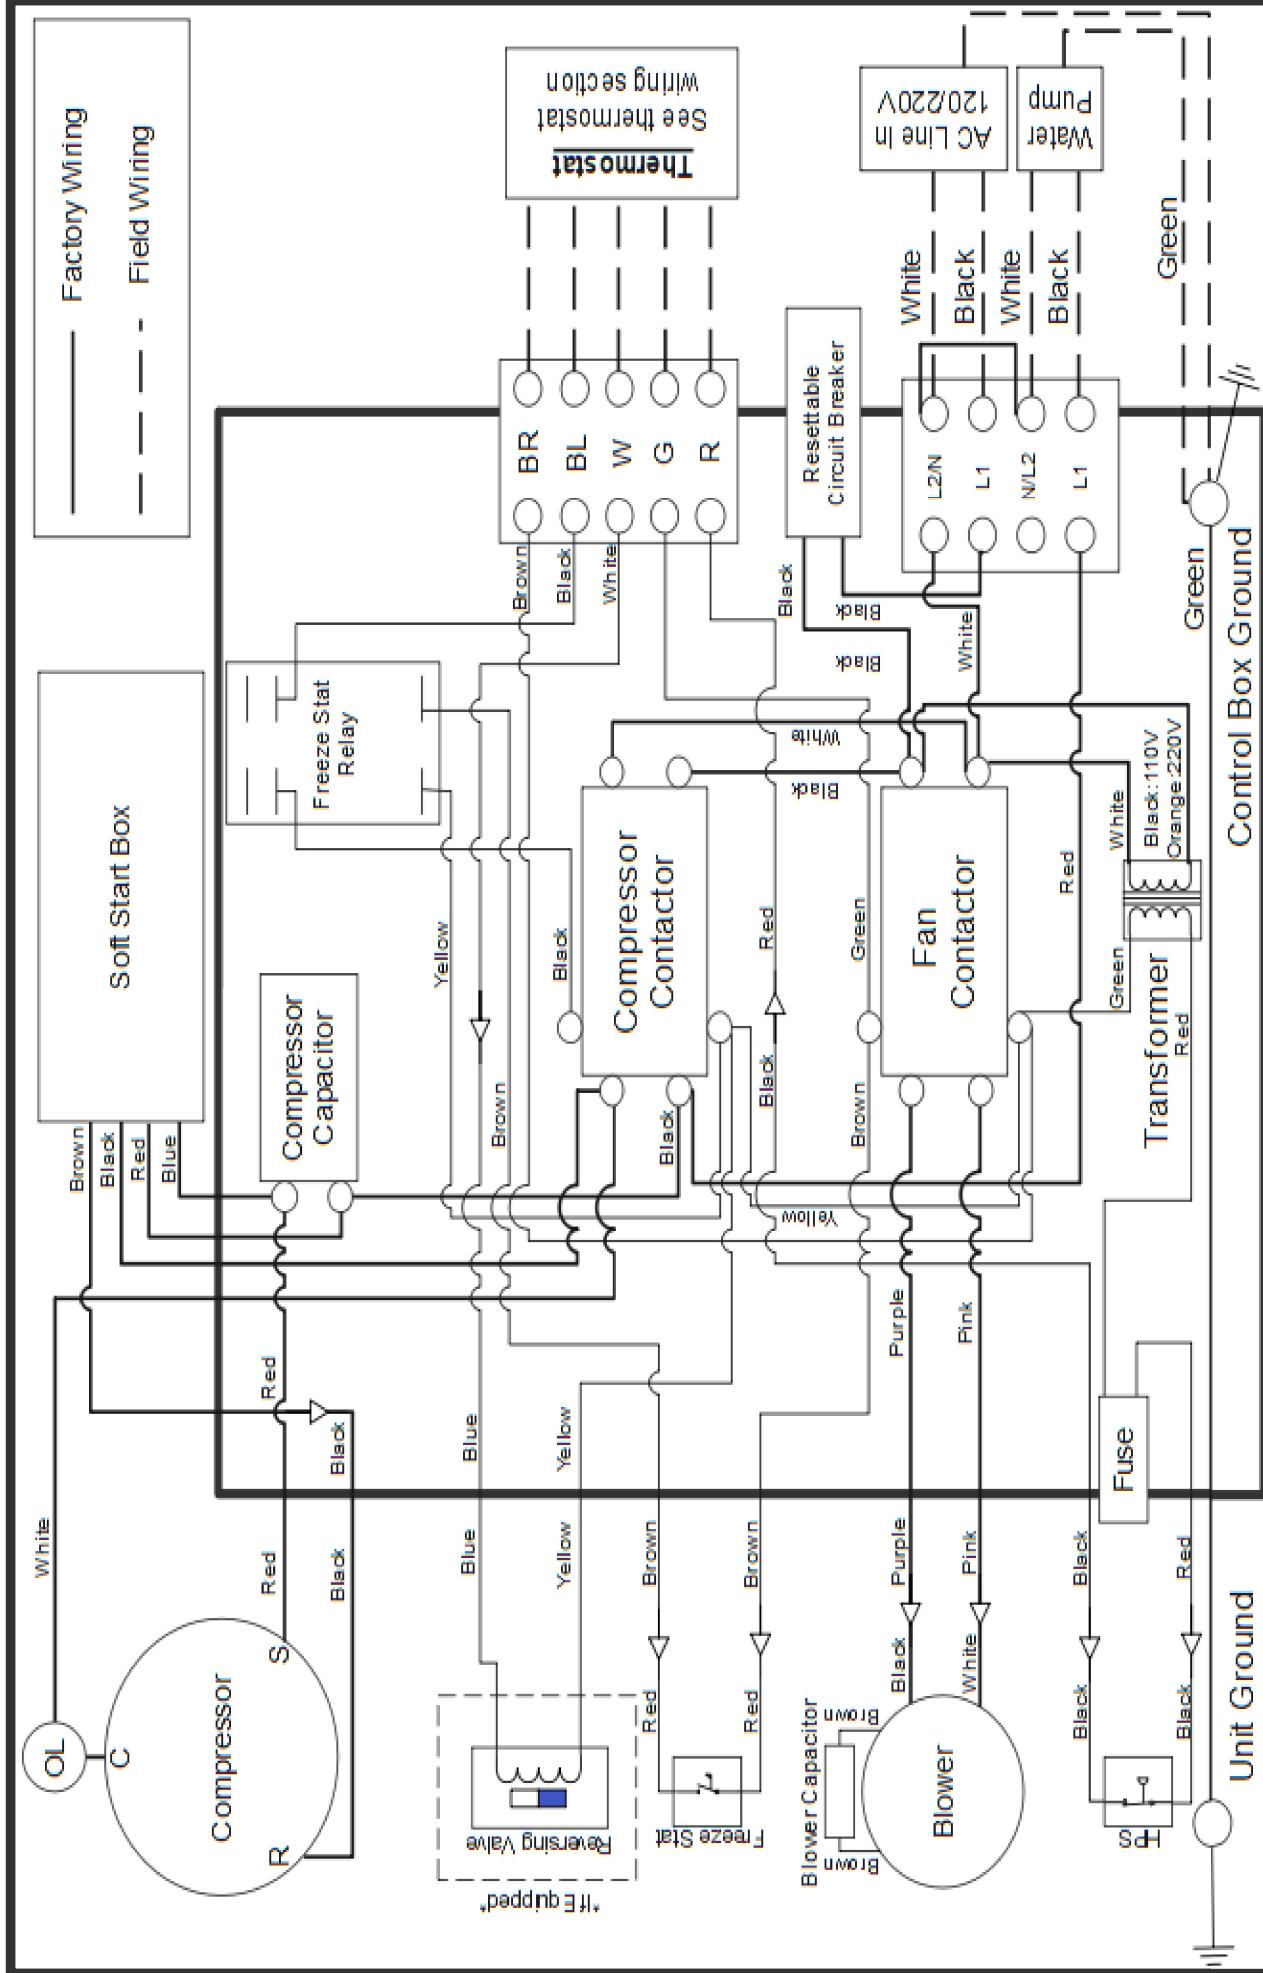 OL
C
Compressor
R
S
White
Red
Black
Red
Black
Brown
Black
Red
Blue
Soft Start Box
Factory Wiring
Field Wiring
Compressor
Capacitor
Freeze Stat
Relay
*If Equipped*
Reversing Valve
Blue
Yellow
Blue
Yellow
Brown
Yellow
Black
Brown
Black
White
BR
BL
W
G
R
Thermostat
See thermostat
wiring section
Freeze Stat
Red
Red
Brown
Brown
Black
Compressor
Contactor
Black
Red
White
Black
Yellow
Brown
Green
Black
Black
Black
Resettable
Circuit Breaker
Blower Capacitor
Brown
Brown
Blower
Black
White
Purple
Pink
Purple
Pink
Fan
Contactor
White
L2/N
L1
N/L2
L1
White
Black
White
Black
AC Line In
120/220V
Water
Pump
HPS
Black
Black
Black
Red
Fuse
Red
Green
Transformer
Red
White
Black:110V
Orange:220V
Green
Green
Unit Ground
Control Box Ground